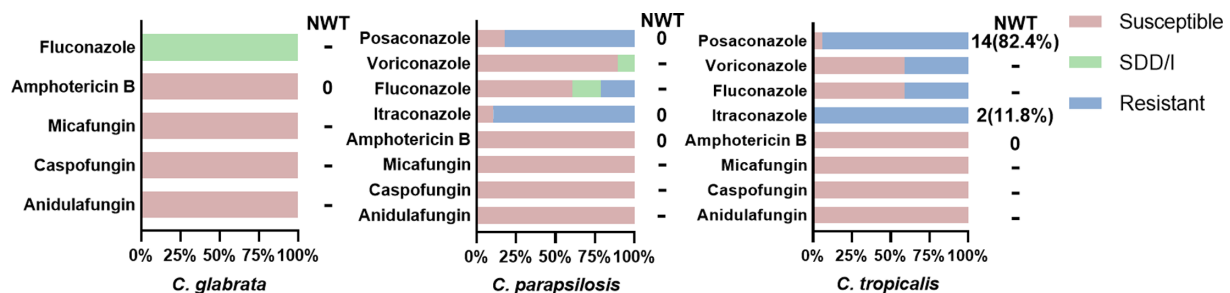 NWT
Fluconazole -
Amphotericin B 0
Micafungin -
Caspofungin -
Anidulafungin -
0% 25% 50% 75% 100%
C. glabrata
NWT
Posaconazole 0
Voriconazole -
Fluconazole -
Itraconazole 0
Amphotericin B 0
Micafungin -
Caspofungin -
Anidulafungin -
0% 25% 50% 75% 100%
C. parapsilosis
NWT
Posaconazole 14(82.4%)
Voriconazole -
Fluconazole -
Itraconazole 2(11.8%)
Amphotericin B 0
Micafungin -
Caspofungin -
Anidulafungin -
0% 25% 50% 75% 100%
C. tropicalis
Susceptible
SDD/I
Resistant